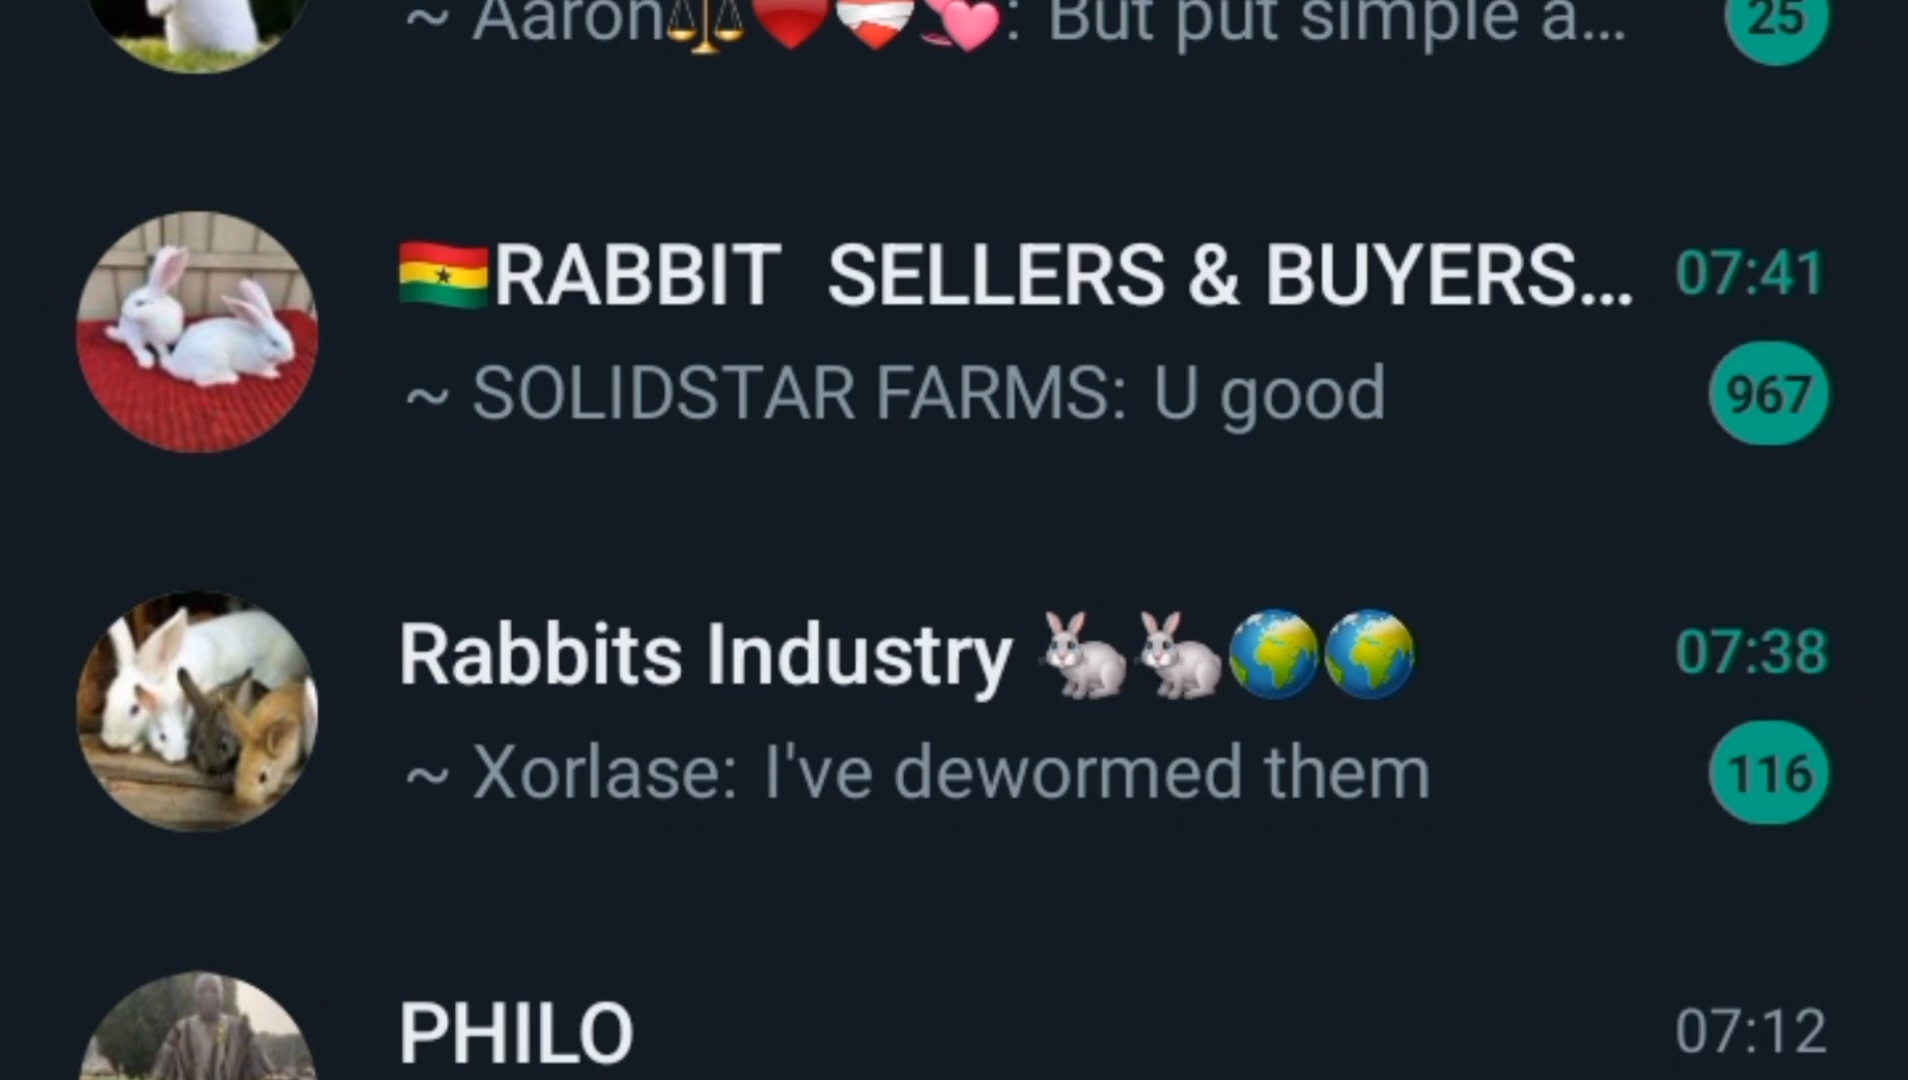 ~ Aaron⚖️❤️❤️‍🩹💞: But put simple a...
25
🇬🇭RABBIT SELLERS & BUYERS...
07:41
~ SOLIDSTAR FARMS: U good
967
Rabbits Industry 🐇🐇🌍🌍
07:38
~ Xorlase: I've dewormed them
116
PHILO
07:12